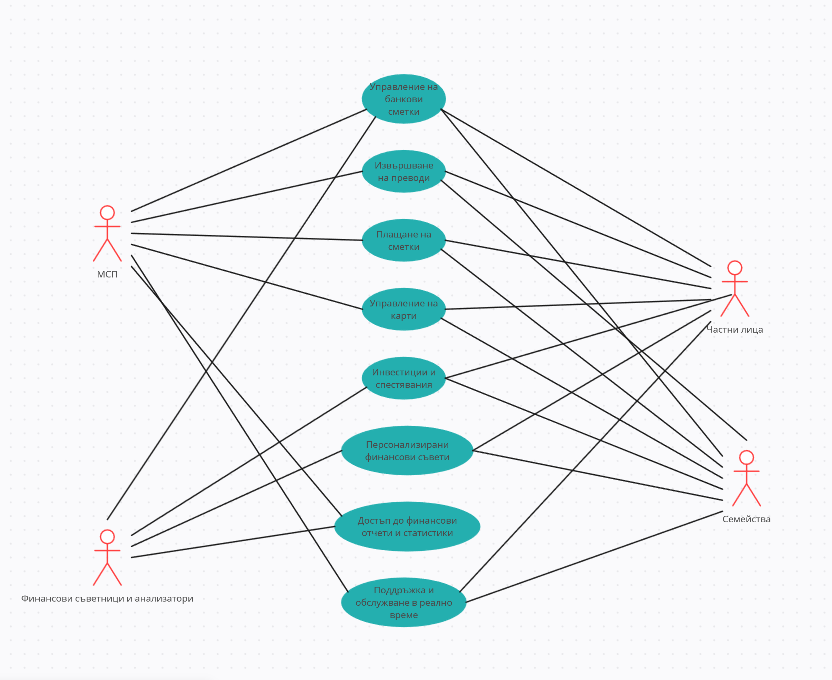 Управление на
банкови
сметки
Извършване
на преводи
Плащане на
сметки
МСП
Управление на
карти
Частни лица
Инвестиции и
спестявания
Персонализирани
финансови съвети
Достъп до финансови
отчети и статистики
Семейства
Поддръжка и
обслужване в реално
време
Финансови съветници и анализатори